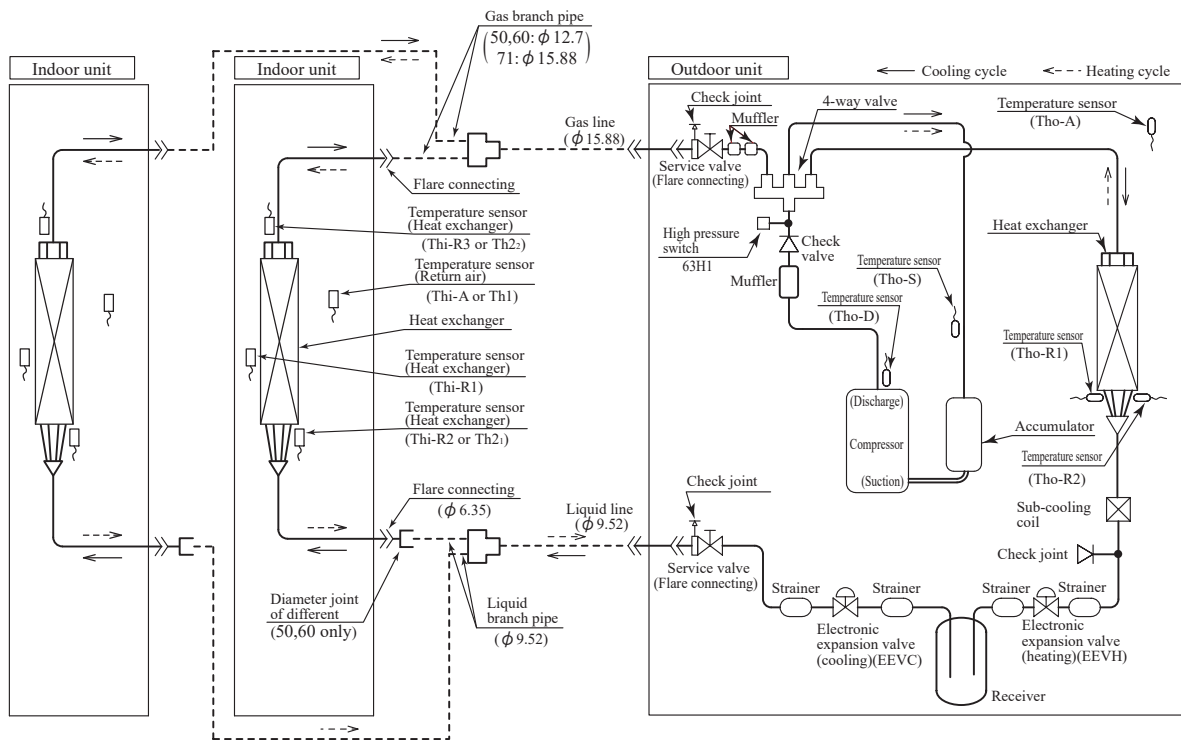 Gas branch pipe
(50,60: ϕ 12.7
71: ϕ 15.88)
Indoor unit
Indoor unit
Outdoor unit
Cooling cycle
Heating cycle
Gas line
(ϕ 15.88)
Check joint
Muffler
4-way valve
Temperature sensor
(Tho-A)
Service valve
(Flare connecting)
Flare connecting
Temperature sensor
(Heat exchanger)
(Thi-R3 or Th2₂)
Temperature sensor
(Return air)
(Thi-A or Th1)
Heat exchanger
Temperature sensor
(Heat exchanger)
(Thi-R1)
Temperature sensor
(Heat exchanger)
(Thi-R2 or Th2₁)
High pressure
switch
63H1
Check
valve
Muffler
Temperature sensor
(Tho-D)
Temperature sensor
(Tho-S)
Heat exchanger
Temperature sensor
(Tho-R1)
(Discharge)
Compressor
(Suction)
Accumulator
Temperature sensor
(Tho-R2)
Sub-cooling
coil
Check joint
Flare connecting
(ϕ 6.35)
Liquid line
(ϕ 9.52)
Check joint
Service valve
(Flare connecting)
Diameter joint
of different
(50,60 only)
Liquid
branch pipe
(ϕ 9.52)
Strainer
Strainer
Electronic
expansion valve
(cooling)(EEVC)
Strainer
Strainer
Electronic
expansion valve
(heating)(EEVH)
Receiver